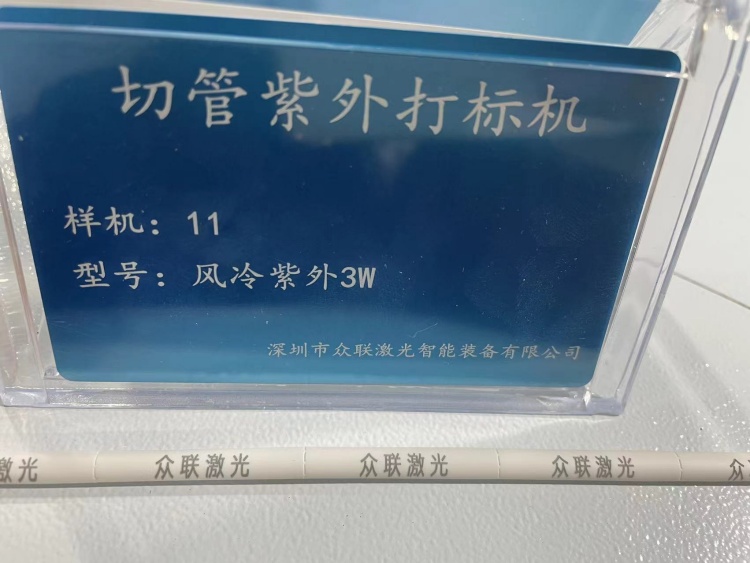 切管紫外打标机
样机：11
型号：风冷紫外3W
深圳市众联激光智能装备有限公司
激光 众联激光 众联激光 众联激光 众